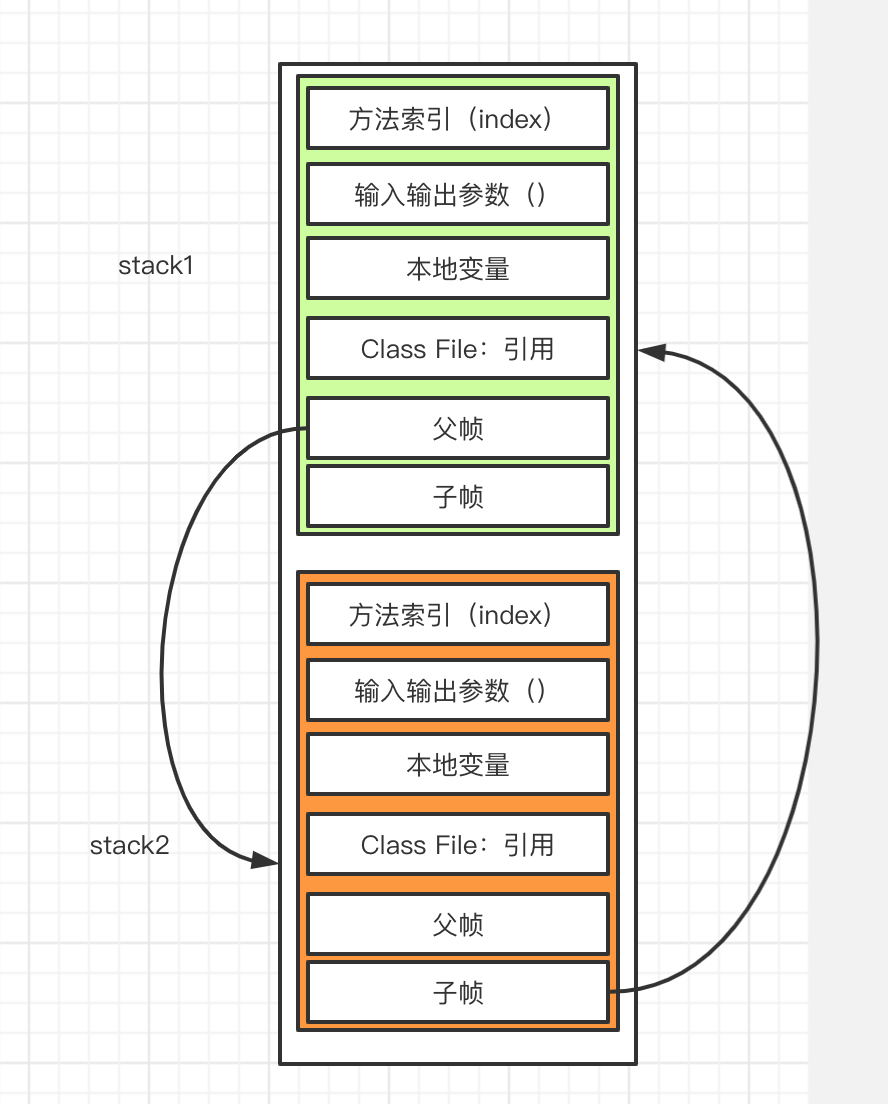 方法索引（index）
输入输出参数（）
stack1
本地变量
Class File：引用
父帧
子帧
方法索引（index）
输入输出参数（）
本地变量
stack2
Class File：引用
父帧
子帧